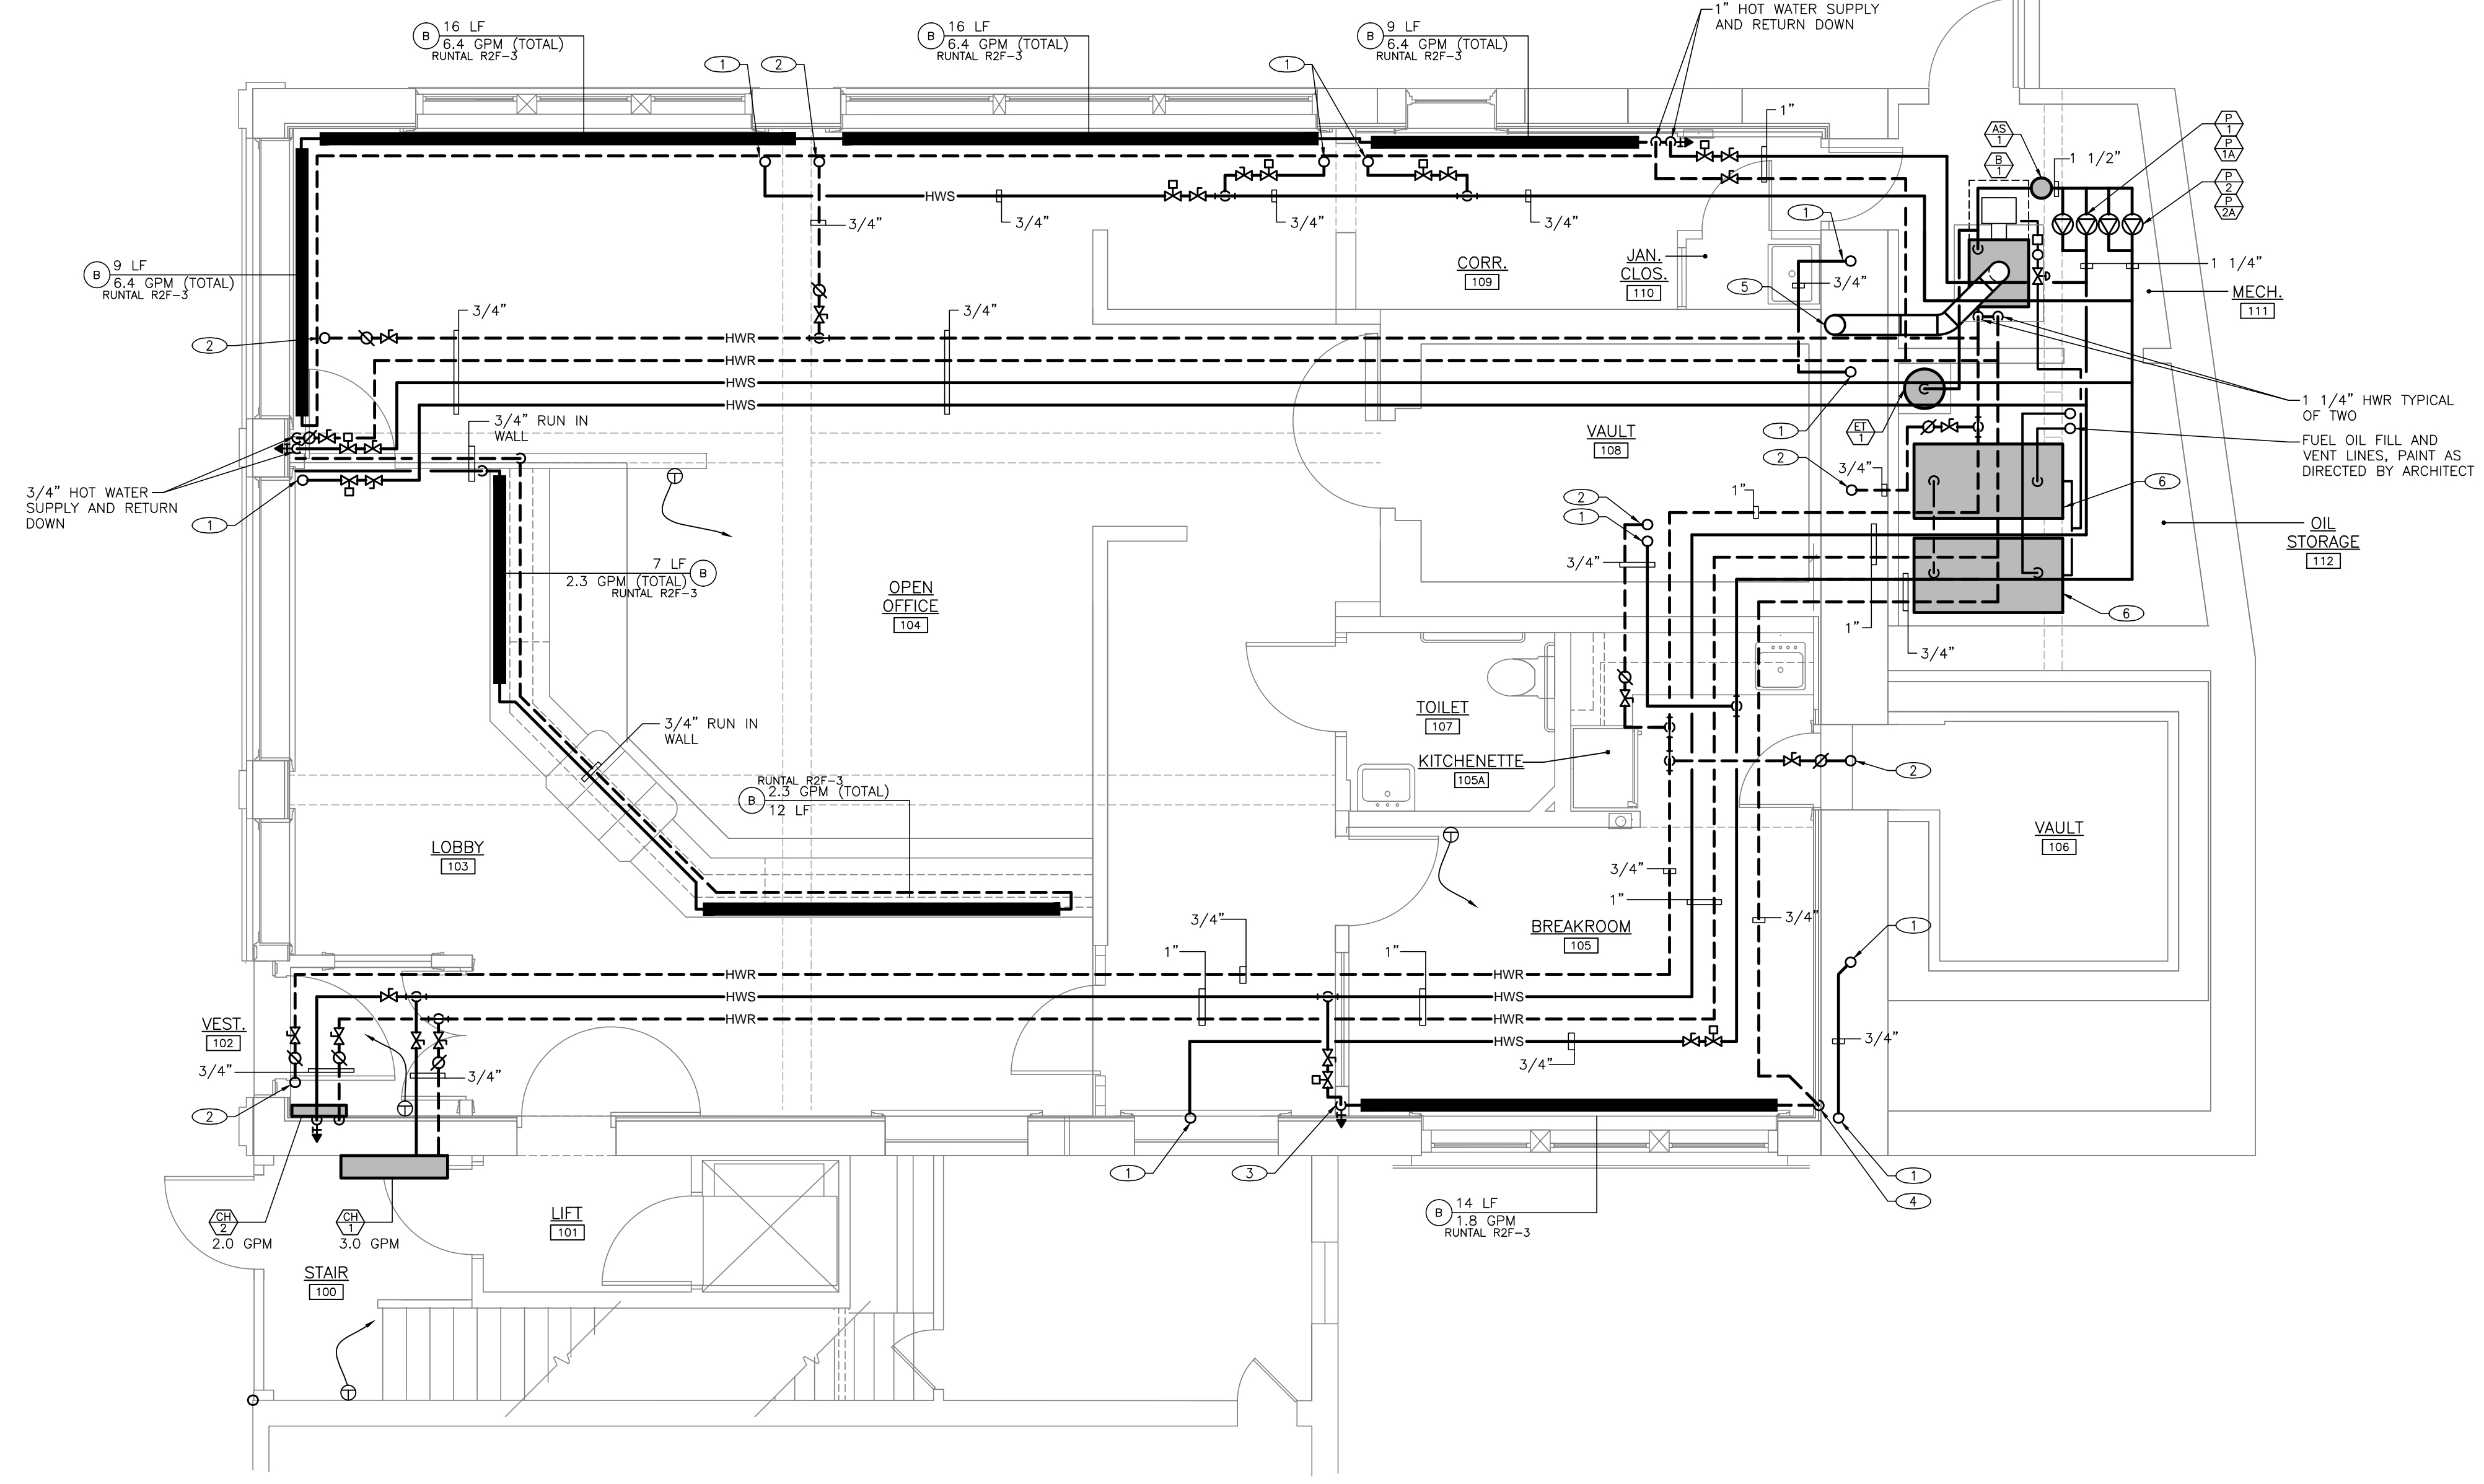 1” HOT WATER SUPPLY
AND RETURN DOWN
B
16 LF
6.4 GPM (TOTAL)
RUNTAL R2F-3
B
16 LF
6.4 GPM (TOTAL)
RUNTAL R2F-3
B
9 LF
6.4 GPM (TOTAL)
RUNTAL R2F-3
1
2
1
1”
P
1
P
1A
AS
1
B
1
1 1/2”
P
2
P
2A
HWS
3/4”
3/4”
3/4”
3/4”
1
B
9 LF
6.4 GPM (TOTAL)
RUNTAL R2F-3
CORR.
109
JAN.
CLOS.
110
3/4”
5
1 1/4”
MECH.
111
3/4”
3/4”
2
HWR
HWR
HWS
HWS
1 1/4” HWR TYPICAL
OF TWO
3/4” RUN IN
WALL
VAULT
108
1
ET
1
FUEL OIL FILL AND
VENT LINES, PAINT AS
DIRECTED BY ARCHITECT
2
3/4”
3/4” HOT WATER
SUPPLY AND RETURN
DOWN
1
1”
2
1
6
OIL
STORAGE
112
7 LF
2.3 GPM (TOTAL)
RUNTAL R2F-3
B
3/4”
OPEN
OFFICE
104
6
1”
3/4”
3/4” RUN IN
WALL
TOILET
107
KITCHENETTE
105A
2
RUNTAL R2F-3
B
2.3 GPM (TOTAL)
12 LF
LOBBY
103
VAULT
106
3/4”
1”
3/4”
3/4”
BREAKROOM
105
1
1”
1”
HWR
HWR
HWS
HWS
HWR
HWR
VEST.
102
HWS
3/4”
3/4”
3/4”
3/4”
2
1
3
1
4
CH
2
2.0 GPM
CH
1
3.0 GPM
LIFT
101
B
14 LF
1.8 GPM
RUNTAL R2F-3
STAIR
100